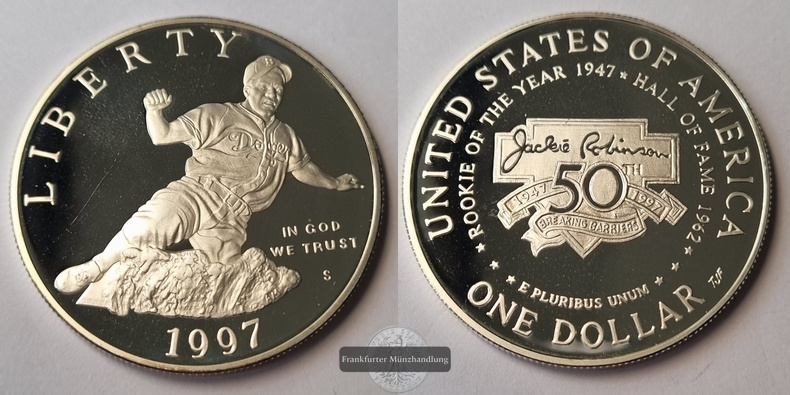 LIBERTY
B
Dodgers
IN GOD
WE TRUST
S
1997
UNITED STATES OF AMERICA
ROOKIE OF THE YEAR 1947 ★ HALL OF FAME 1962
Jackie Robinson
50TH
1947 1997
BREAKING BARRIERS
E PLURIBUS UNUM
ONE DOLLAR
TJF
Frankfurter Münzhandlung